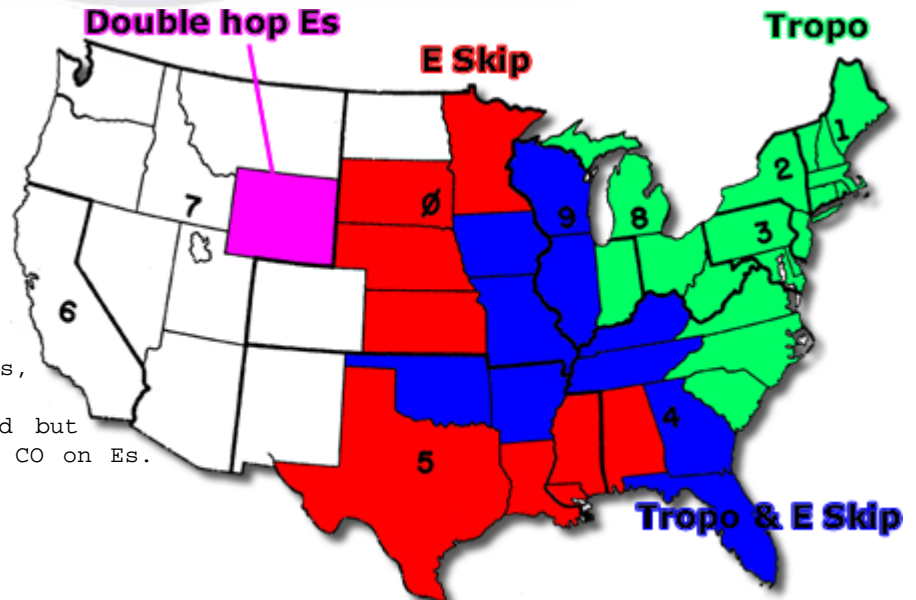 Double hop Es
Tropo
E Skip
1
2
7
Ø
9
8
3
6
s,
4
d but
CO on Es.
5
Tropo & E Skip